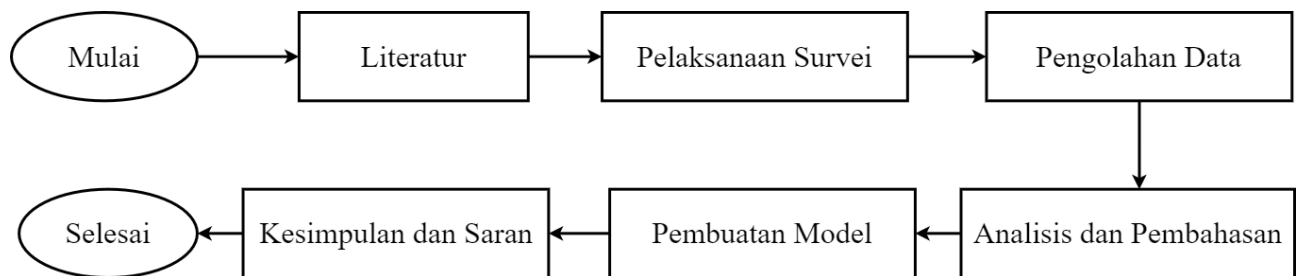 Mulai
Literatur
Pelaksanaan Survei
Pengolahan Data
Analisis dan Pembahasan
Pembuatan Model
Kesimpulan dan Saran
Selesai